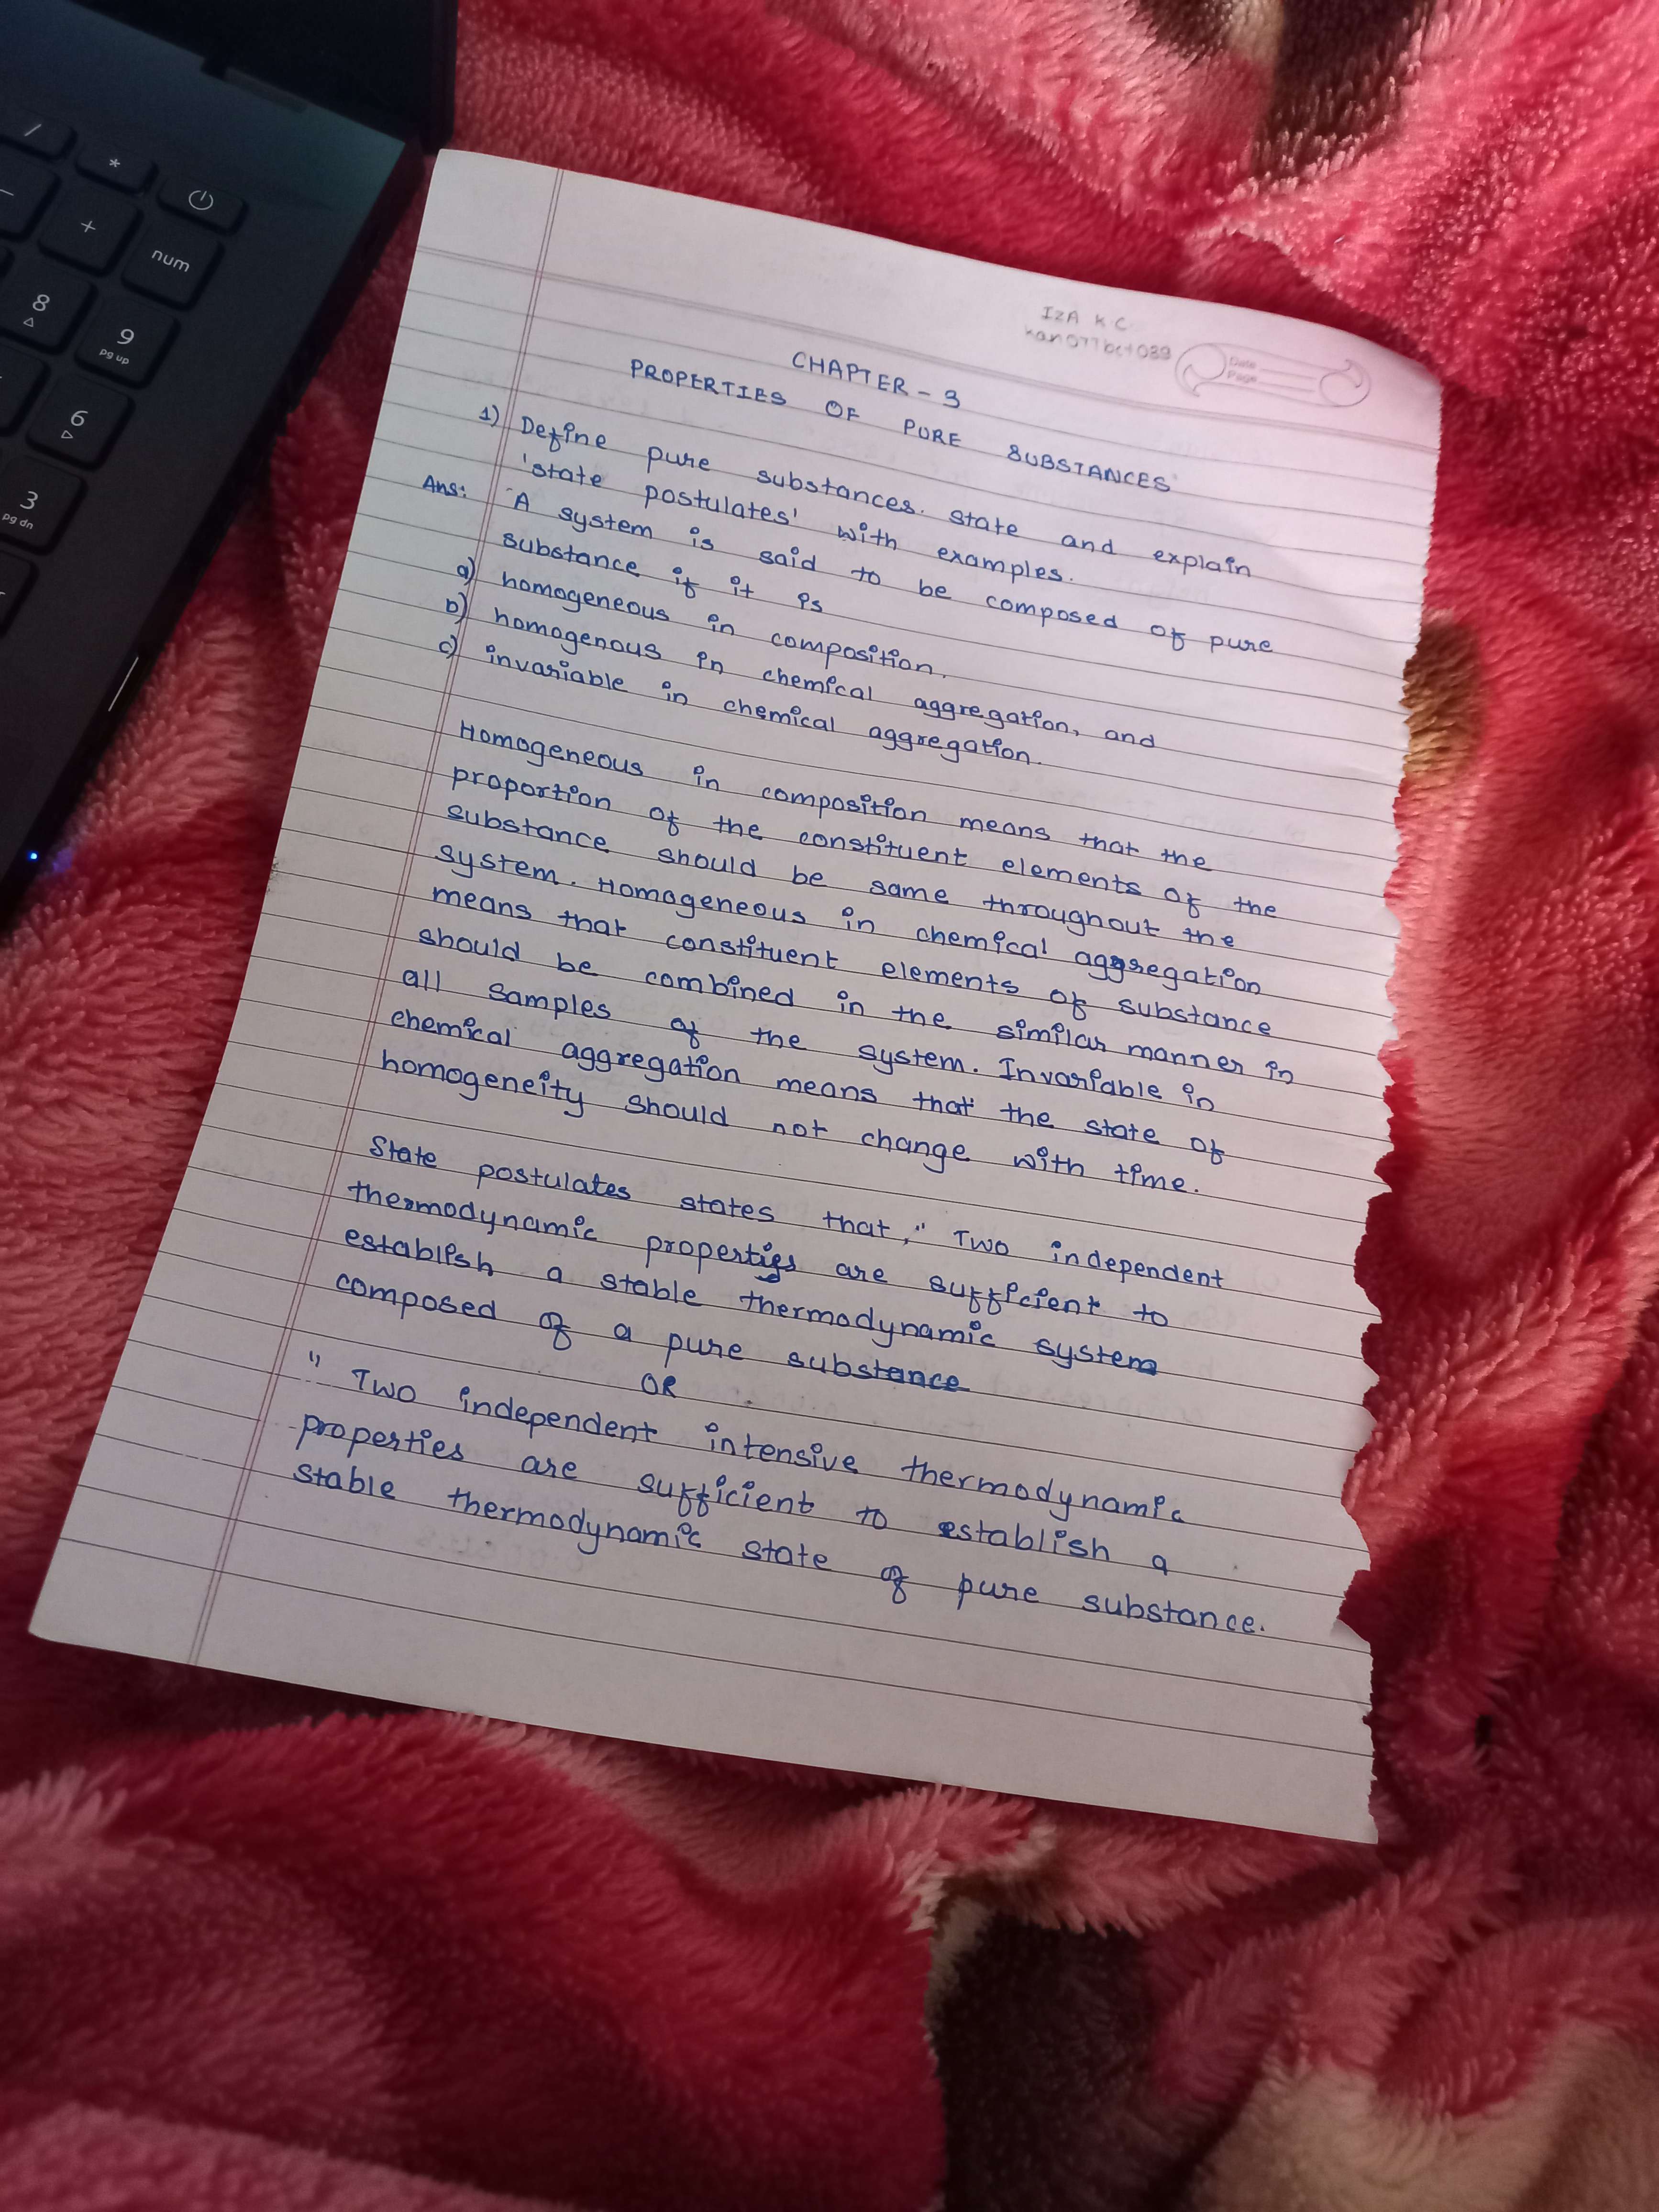 /
*
+
num
8
9
pg up
6
3
pg dn
IZA K.C.
kan077bct039
Date
Page
CHAPTER - 3
PROPERTIES OF PURE SUBSTANCES
1) Define pure substances. state and explain
'state postulates' with examples.
Ans: A system is said to be composed of pure
substance if it is
a) homogeneous in composition.
b) homogenous in chemical aggregation, and
c) invariable in chemical aggregation.
Homogeneous in composition means that the
proportion of the constituent elements of the
substance should be same throughout the
system. Homogeneous in chemical aggregation
means that constituent elements of substance
should be combined in the similar manner in
all samples of the system. Invariable in
chemical aggregation means that the state of
homogeneity should not change with time.
State postulates states that, " Two independent
thermodynamic properties are sufficient to
establish a stable thermodynamic system
composed of a pure substance
OR
" Two independent intensive thermodynamic
properties are sufficient to establish a
stable thermodynamic state of pure substance.